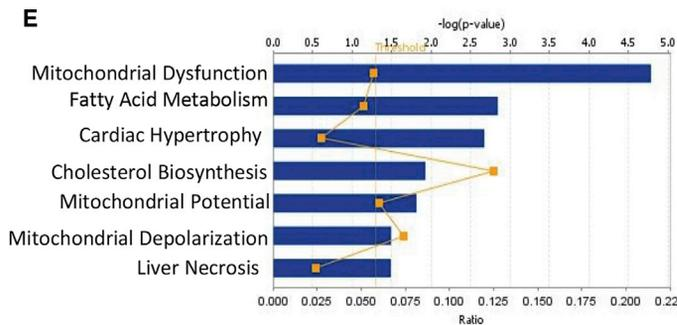 E
-log(p-value)
0.0 0.5 1.0 1.5 2.0 2.5 3.0 3.5 4.0 4.5 5.0
Threshold
Mitochondrial Dysfunction
Fatty Acid Metabolism
Cardiac Hypertrophy
Cholesterol Biosynthesis
Mitochondrial Potential
Mitochondrial Depolarization
Liver Necrosis
0.000 0.025 0.050 0.075 0.100 0.125 0.150 0.175 0.200 0.22
Ratio